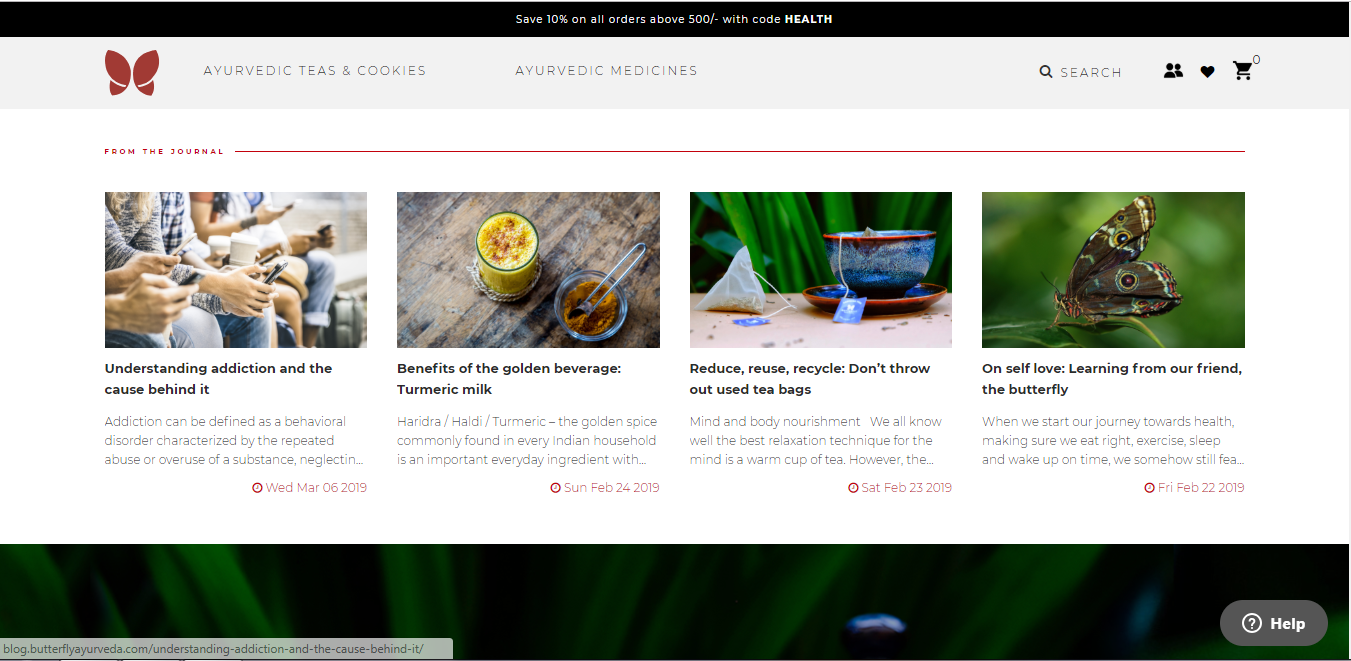 Save 10% on all orders above 500/- with code HEALTH
AYURVEDIC TEAS & COOKIES
AYURVEDIC MEDICINES
SEARCH
0
FROM THE JOURNAL
Understanding addiction and the
cause behind it
Addiction can be defined as a behavioral
disorder characterized by the repeated
abuse or overuse of a substance, neglectin...
Wed Mar 06 2019
Benefits of the golden beverage:
Turmeric milk
Haridra / Haldi / Turmeric – the golden spice
commonly found in every Indian household
is an important everyday ingredient with...
Sun Feb 24 2019
Reduce, reuse, recycle: Don’t throw
out used tea bags
Mind and body nourishment   We all know
well the best relaxation technique for the
mind is a warm cup of tea. However, the...
Sat Feb 23 2019
On self love: Learning from our friend,
the butterfly
When we start our journey towards health,
making sure we eat right, exercise, sleep
and wake up on time, we somehow still fea...
Fri Feb 22 2019
Help
blog.butterflyayurveda.com/understanding-addiction-and-the-cause-behind-it/